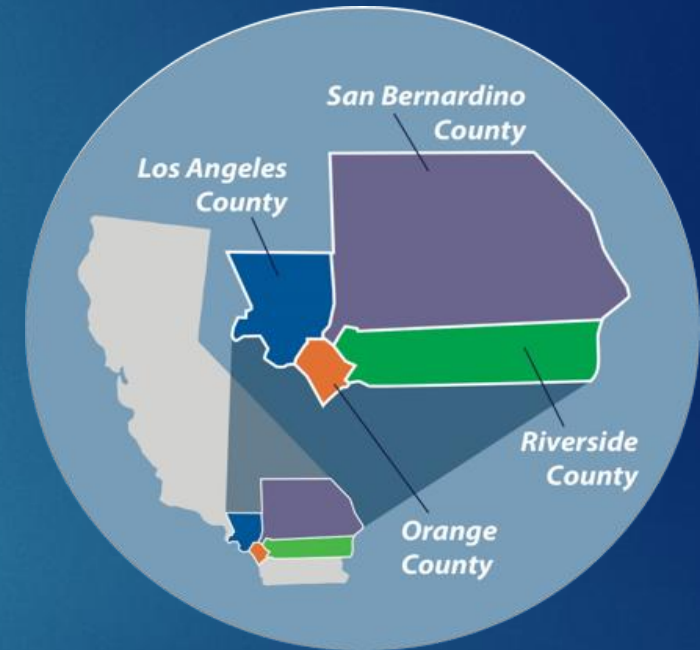 San Bernardino
County
Los Angeles
County
Riverside
County
Orange
County